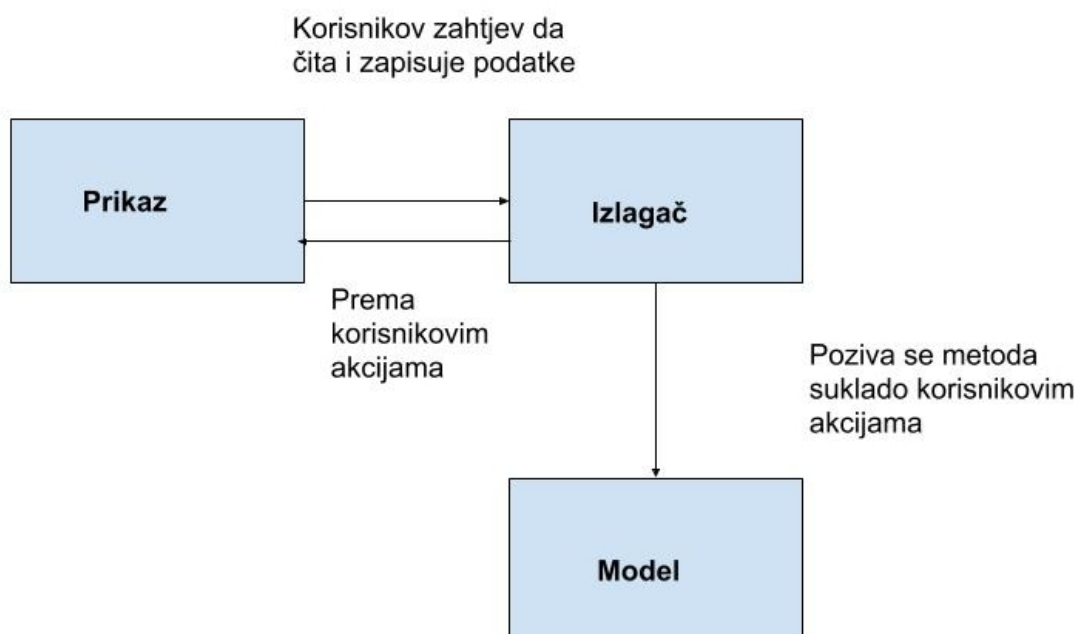 Korisnikov zahtjev da
čita i zapisuje podatke
Prikaz
Izlagač
Prema
korisnikovim
akcijama
Poziva se metoda
suklado korisnikovim
akcijama
Model